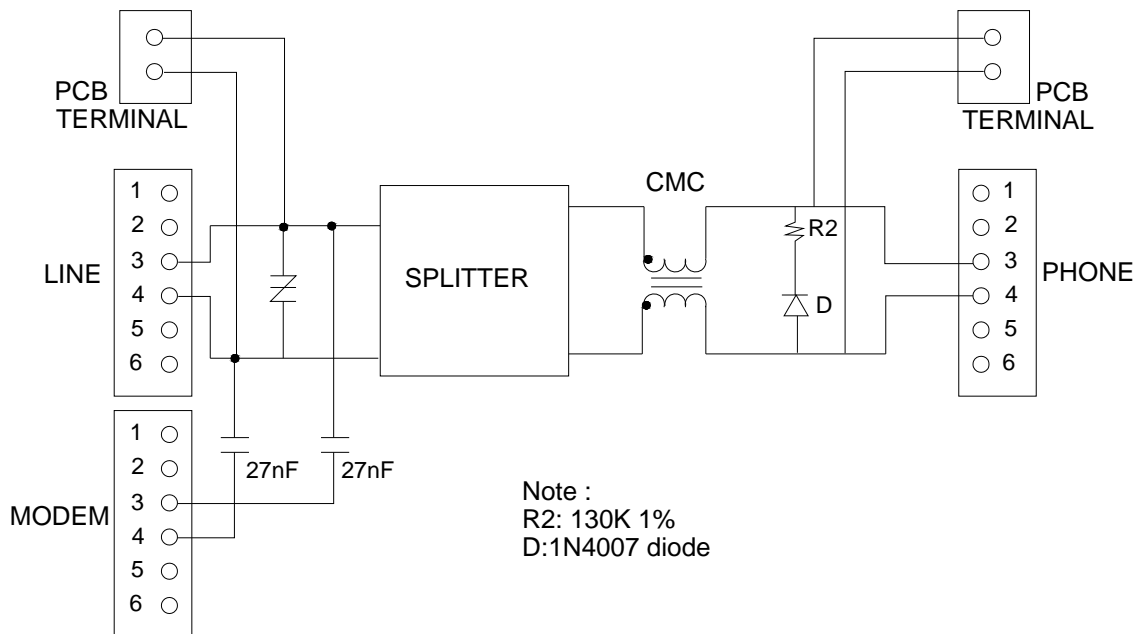 PCB
TERMINAL
PCB
TERMINAL
LINE
1
2
3
4
5
6
SPLITTER
CMC
R2
D
1
2
3
4
5
6
PHONE
MODEM
1
2
3
4
5
6
27nF
27nF
Note :
R2: 130K 1%
D:1N4007 diode